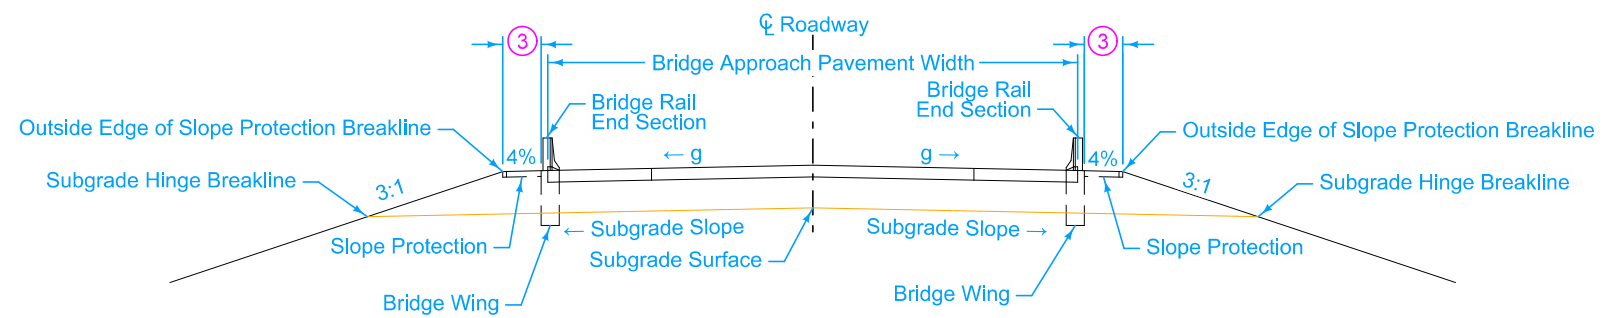 ℄ Roadway
3
3
Bridge Approach Pavement Width
Bridge Rail
End Section
Bridge Rail
End Section
Outside Edge of Slope Protection Breakline
Outside Edge of Slope Protection Breakline
4%
← g
g →
4%
Subgrade Hinge Breakline
3:1
3:1
Subgrade Hinge Breakline
Slope Protection
← Subgrade Slope
Subgrade Slope →
Slope Protection
Subgrade Surface
Bridge Wing
Bridge Wing